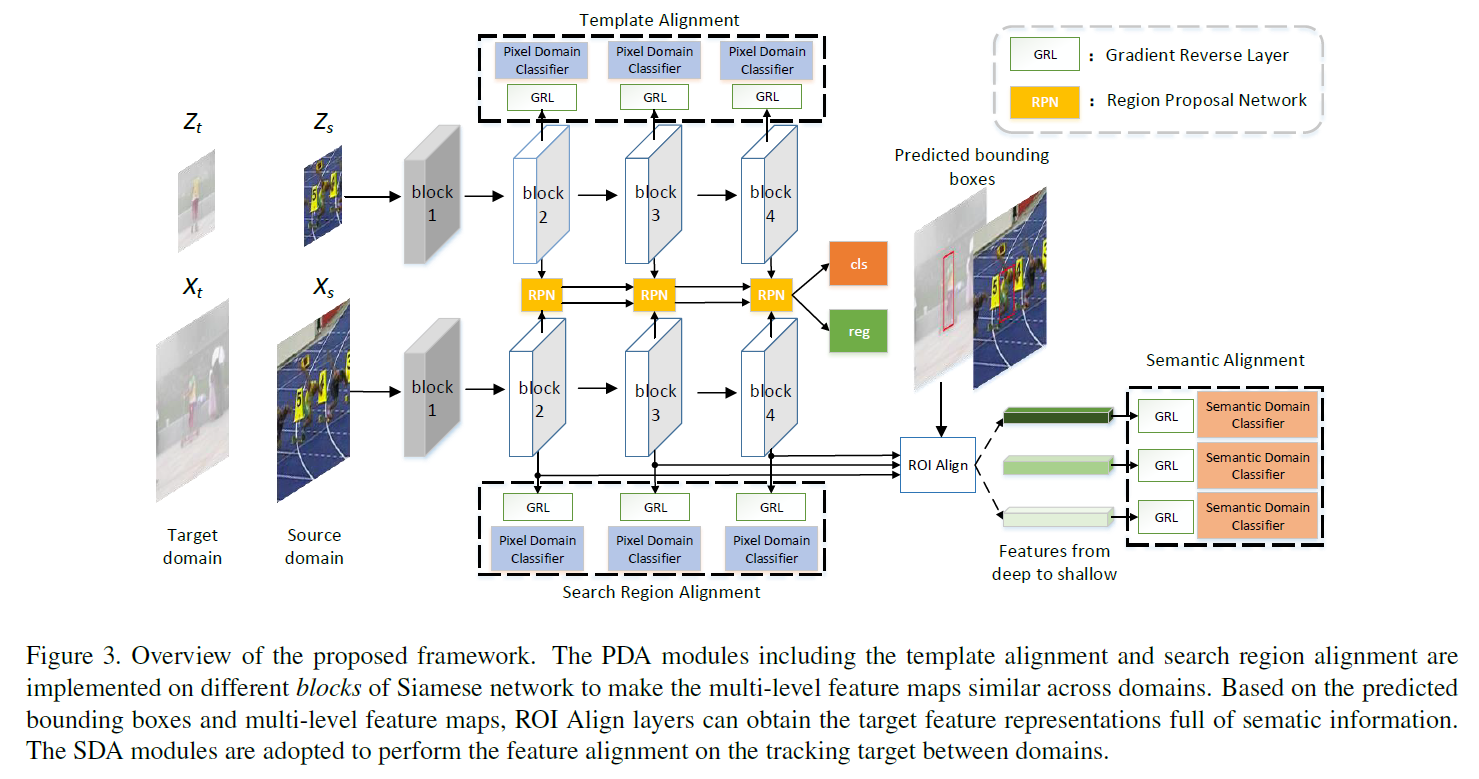 Template Alignment
Pixel Domain
Classifier
Pixel Domain
Classifier
Pixel Domain
Classifier
GRL
GRL
GRL
GRL
: Gradient Reverse Layer
RPN
: Region Proposal Network
Zt
Zs
block
1
block
2
block
3
block
4
Predicted bounding
boxes
cls
RPN
RPN
RPN
reg
Xt
Xs
block
1
block
2
block
3
block
4
Semantic Alignment
ROI Align
GRL
Semantic Domain
Classifier
GRL
Semantic Domain
Classifier
GRL
Semantic Domain
Classifier
GRL
GRL
GRL
Pixel Domain
Classifier
Pixel Domain
Classifier
Pixel Domain
Classifier
Target
domain
Source
domain
Features from
deep to shallow
Search Region Alignment
Figure 3. Overview of the proposed framework. The PDA modules including the template alignment and search region alignment are
implemented on different blocks of Siamese network to make the multi-level feature maps similar across domains. Based on the predicted
bounding boxes and multi-level feature maps, ROI Align layers can obtain the target feature representations full of sematic information.
The SDA modules are adopted to perform the feature alignment on the tracking target between domains.